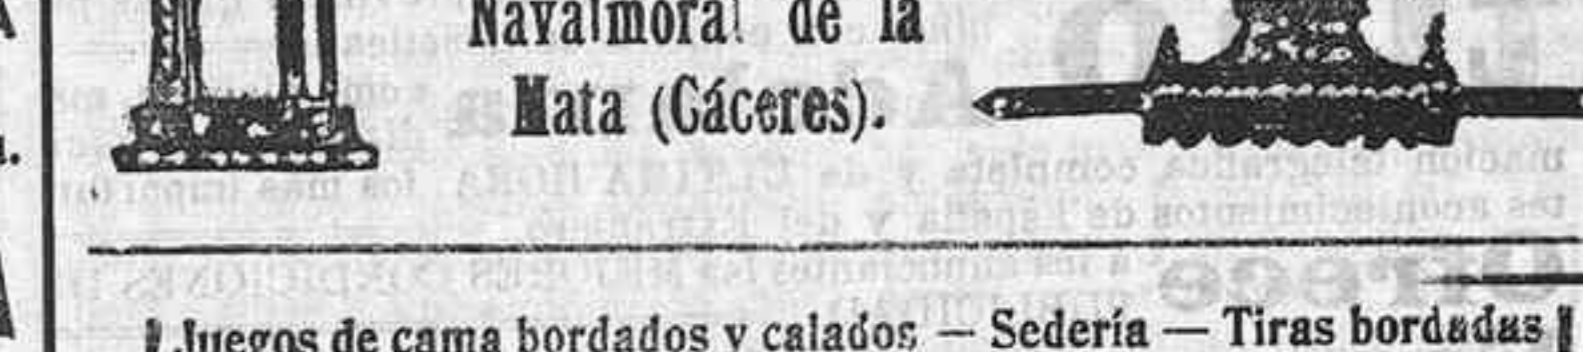 Navalmoral de la
Mata (Cáceres).
Juegos de cama bordados y calados — Sedería — Tiras bordadas